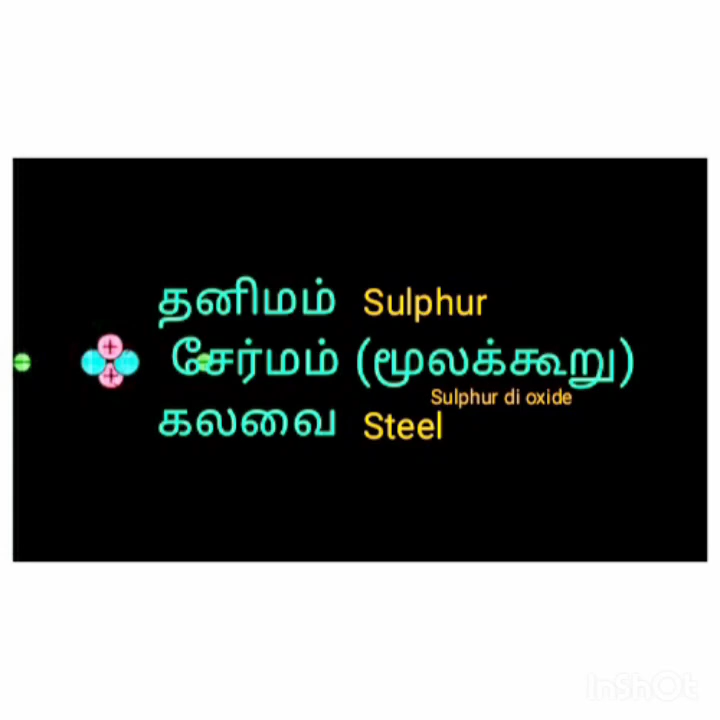 தனிமம் Sulphur
சேர்மம் (மூலக்கூறு)
Sulphur di oxide
கலவை Steel
InShOt